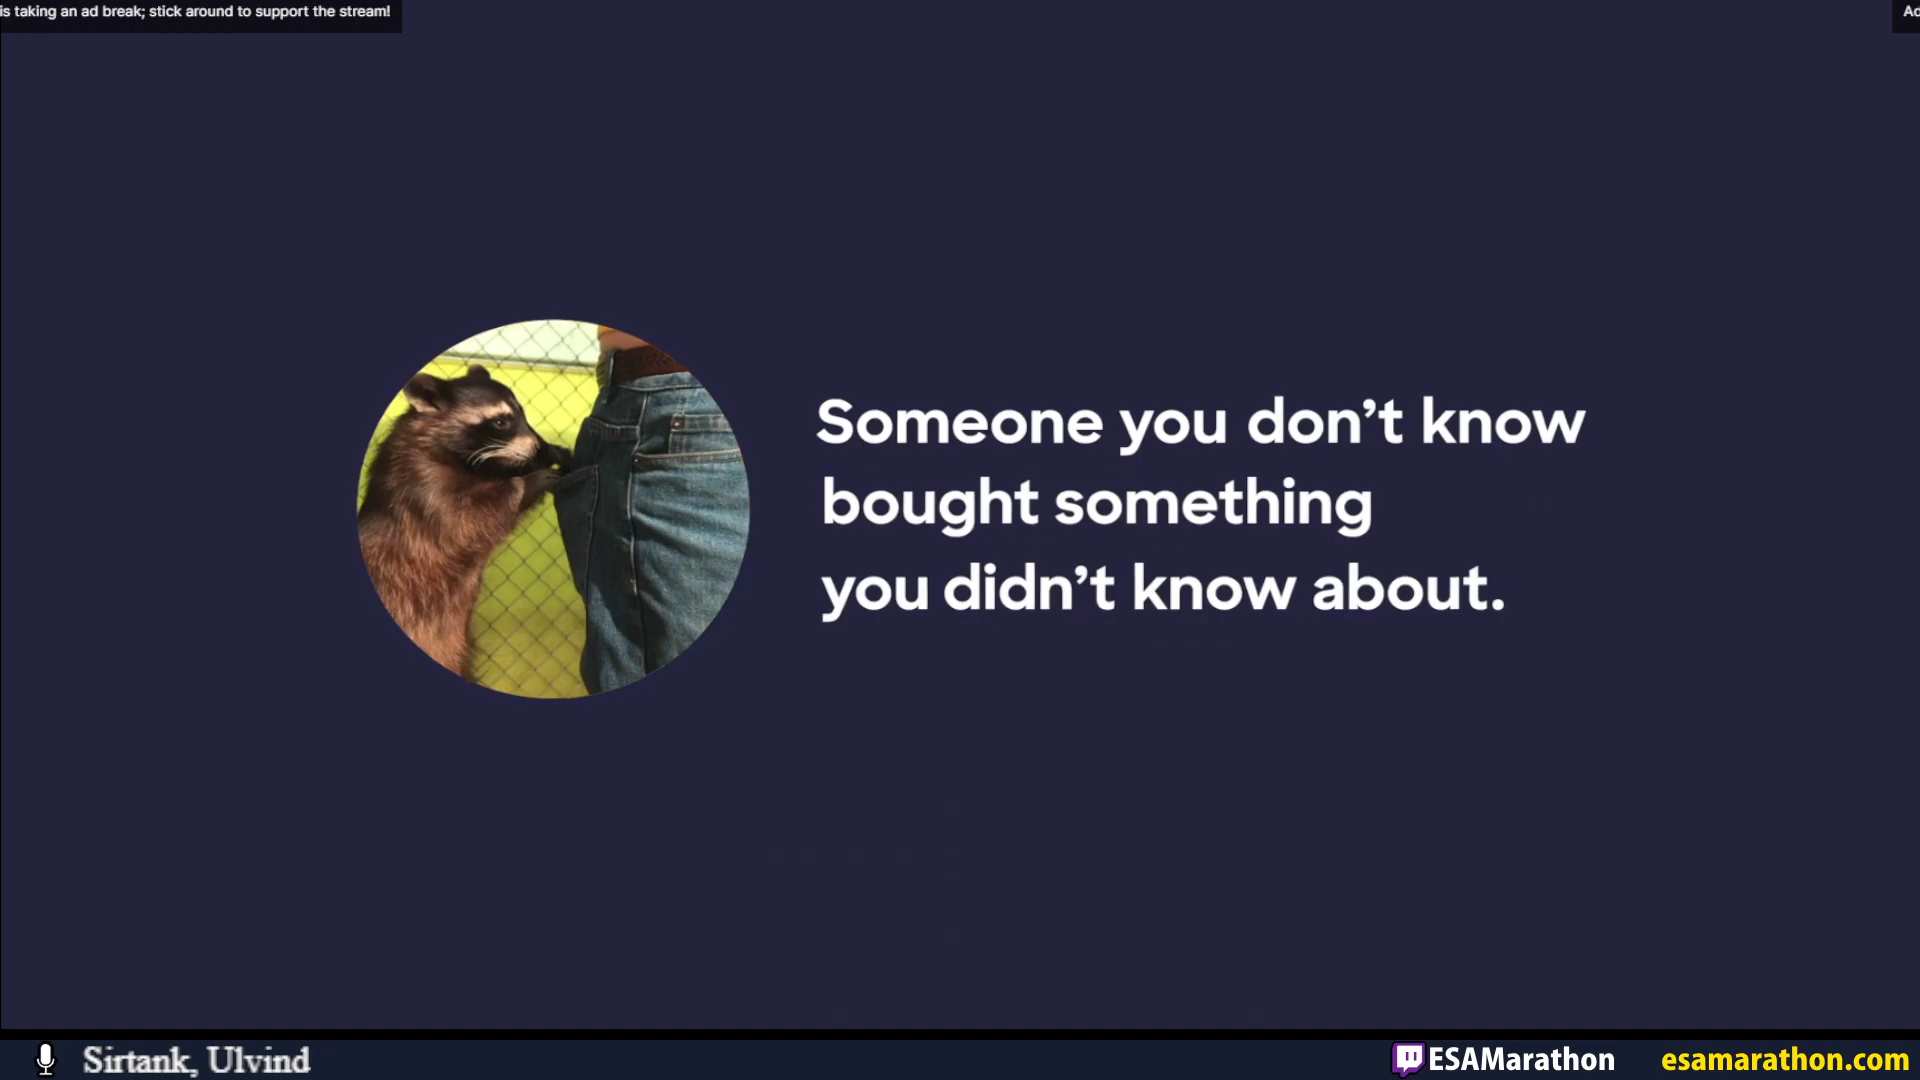 is taking an ad break; stick around to support the stream!
Someone you don't know
bought something
you didn't know about.
Sirtank, Ulvind
ESAMarathon
esamarathon.com